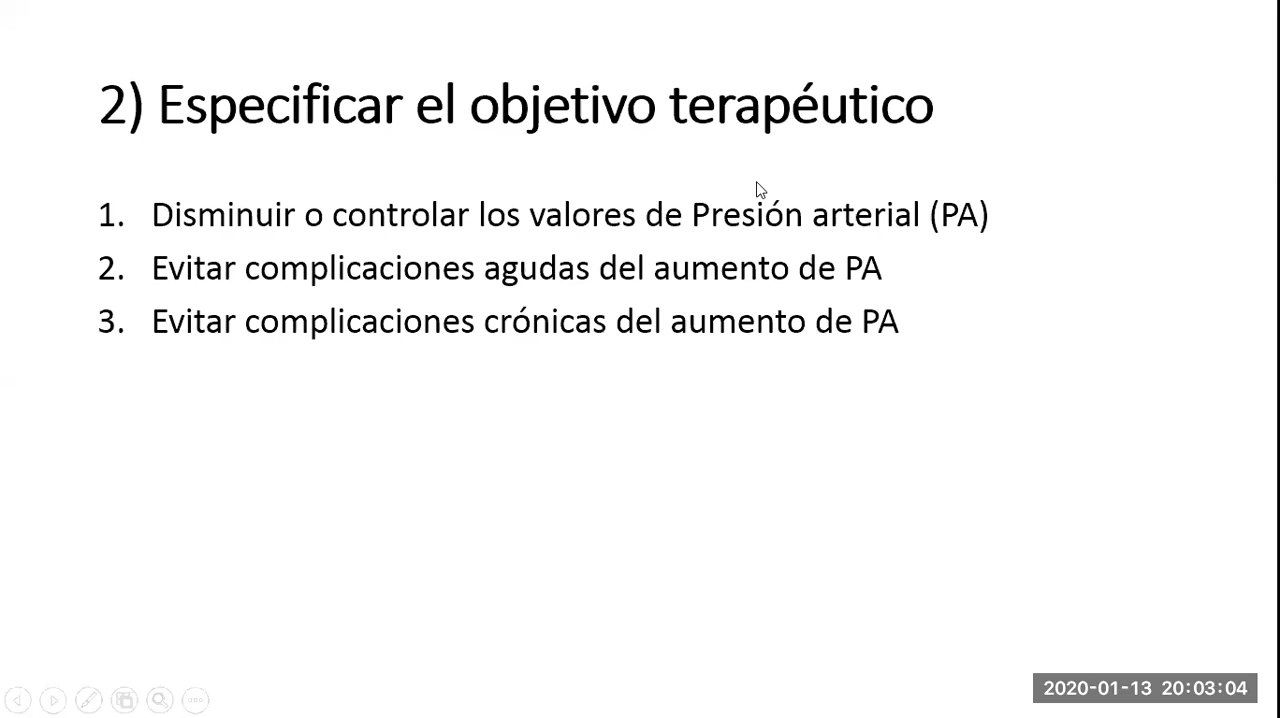 2) Especificar el objetivo terapéutico
1. Disminuir o controlar los valores de Presión arterial (PA)
2. Evitar complicaciones agudas del aumento de PA
3. Evitar complicaciones crónicas del aumento de PA
2020-01-13 20:03:04